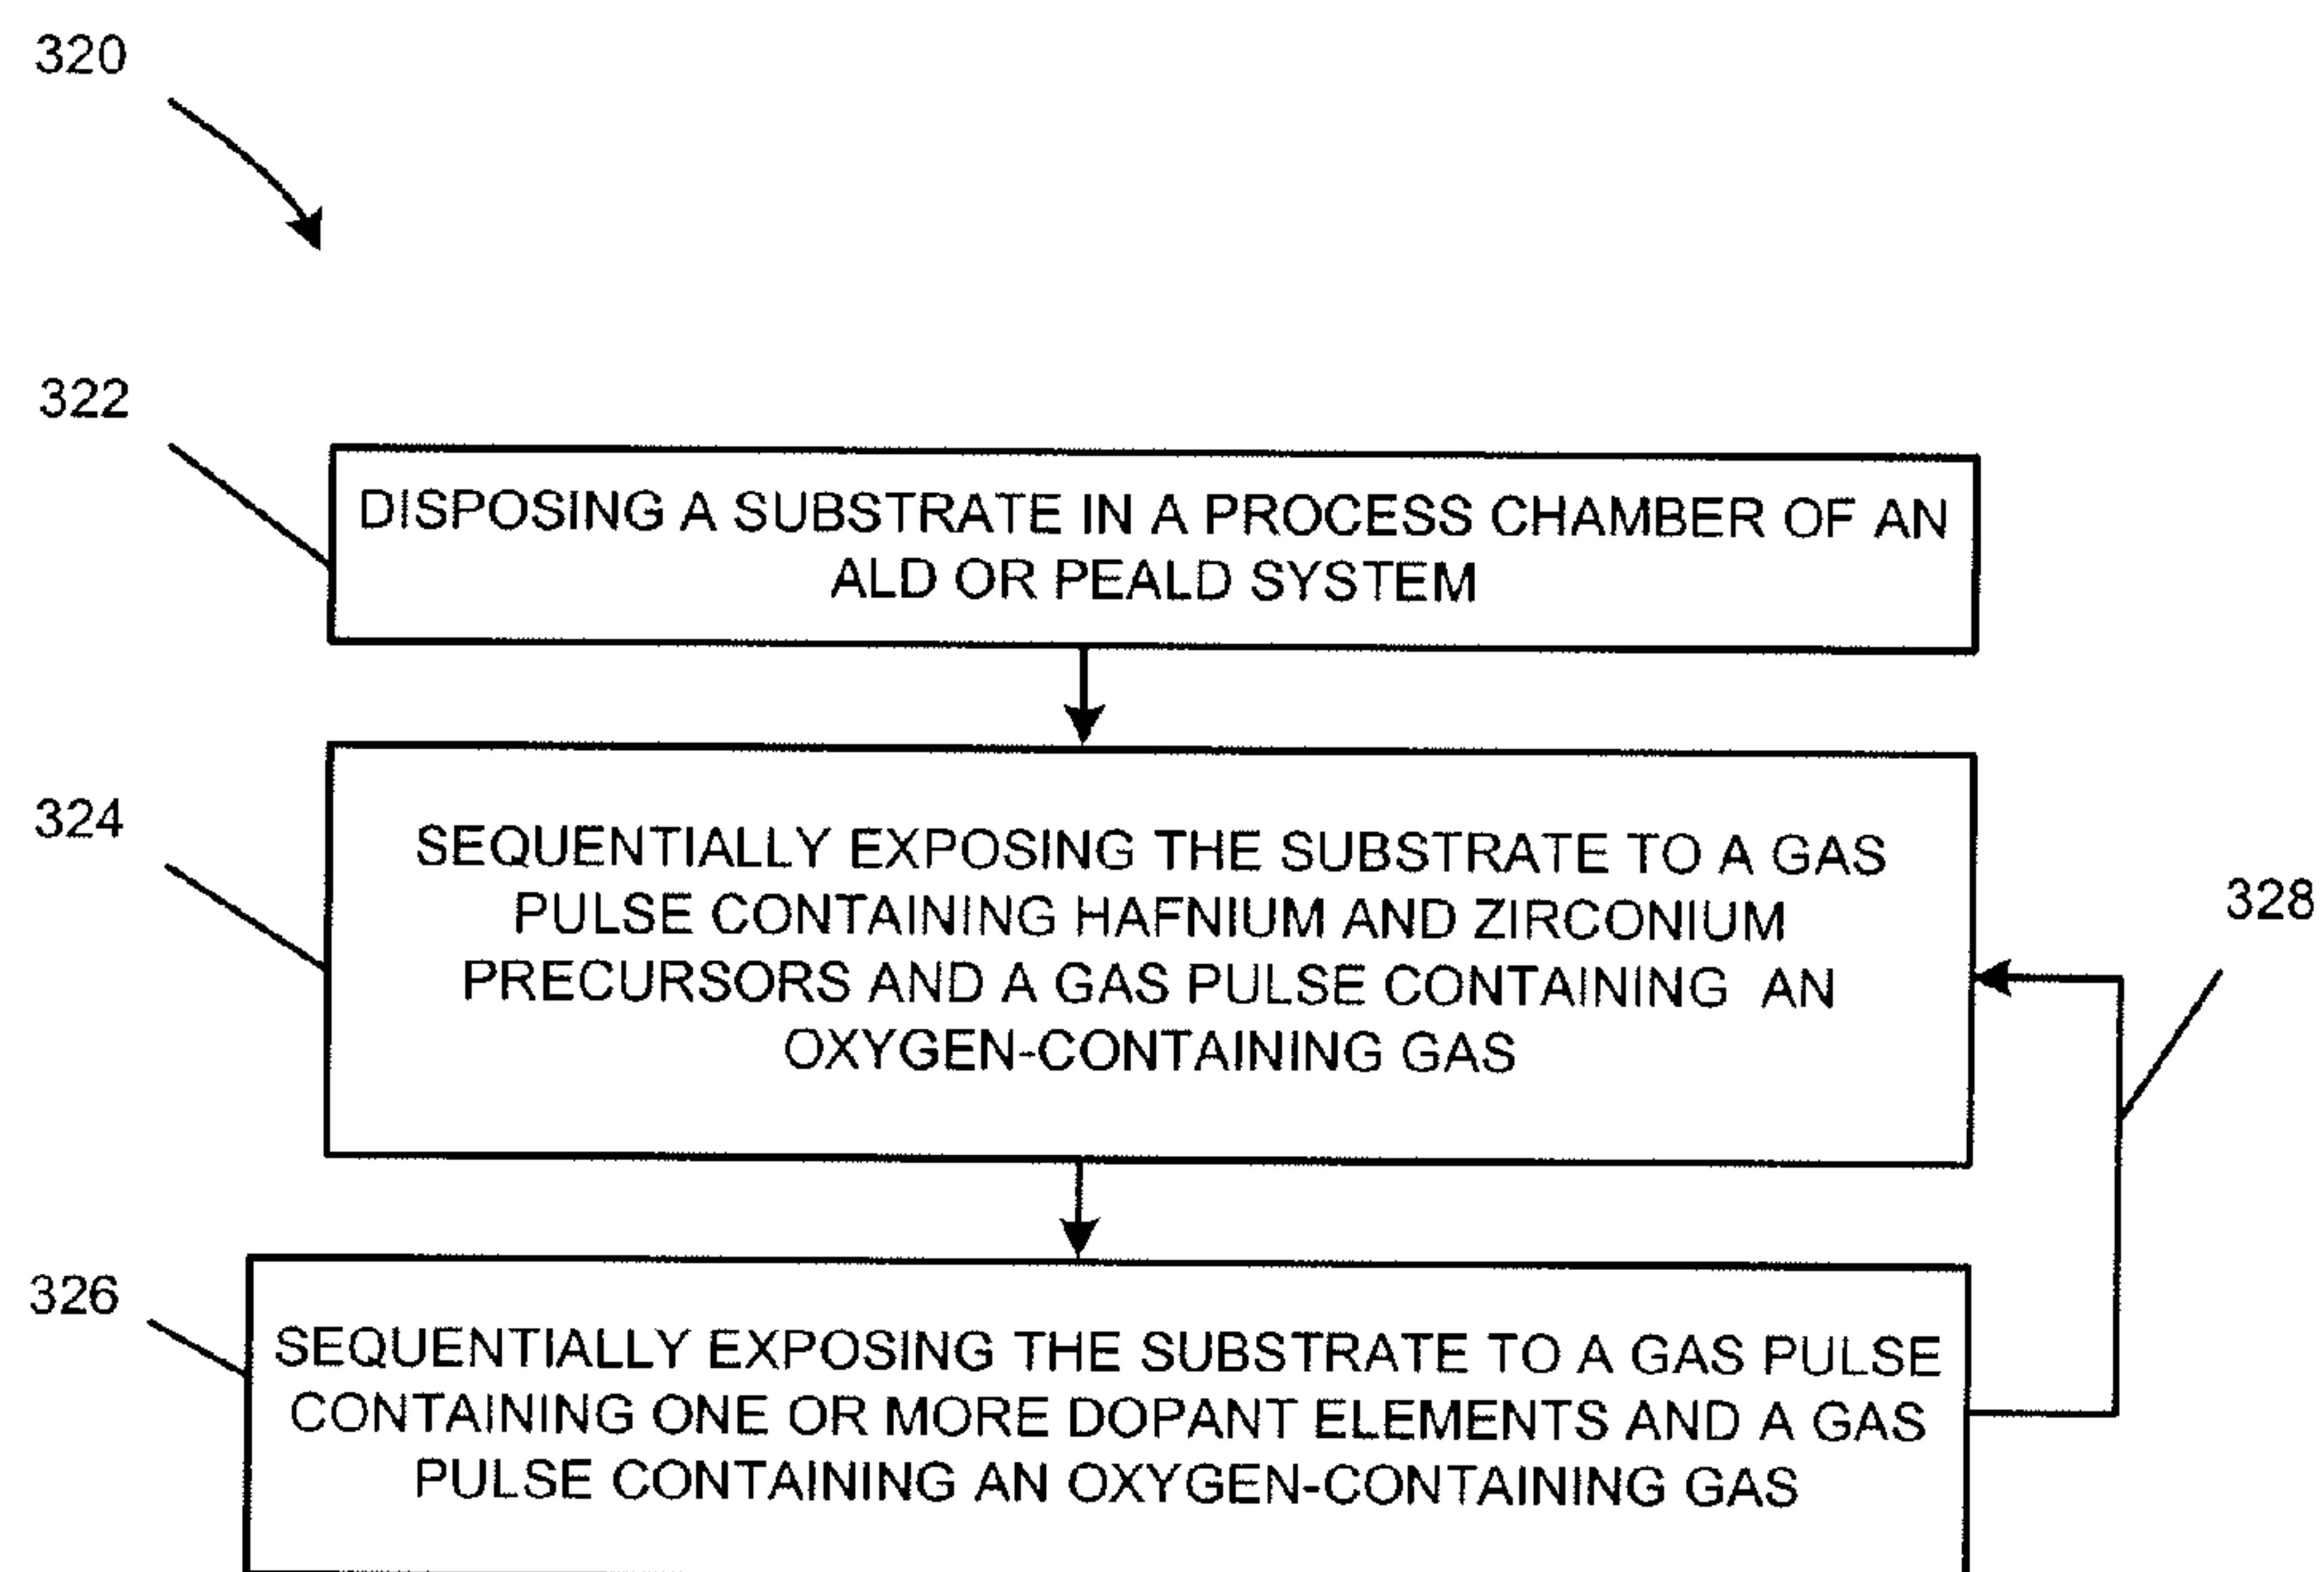 320
322
DISPOSING A SUBSTRATE IN A PROCESS CHAMBER OF AN
ALD OR PEALD SYSTEM
324
SEQUENTIALLY EXPOSING THE SUBSTRATE TO A GAS
PULSE CONTAINING HAFNIUM AND ZIRCONIUM
PRECURSORS AND A GAS PULSE CONTAINING AN
OXYGEN-CONTAINING GAS
328
326
SEQUENTIALLY EXPOSING THE SUBSTRATE TO A GAS PULSE
CONTAINING ONE OR MORE DOPANT ELEMENTS AND A GAS
PULSE CONTAINING AN OXYGEN-CONTAINING GAS